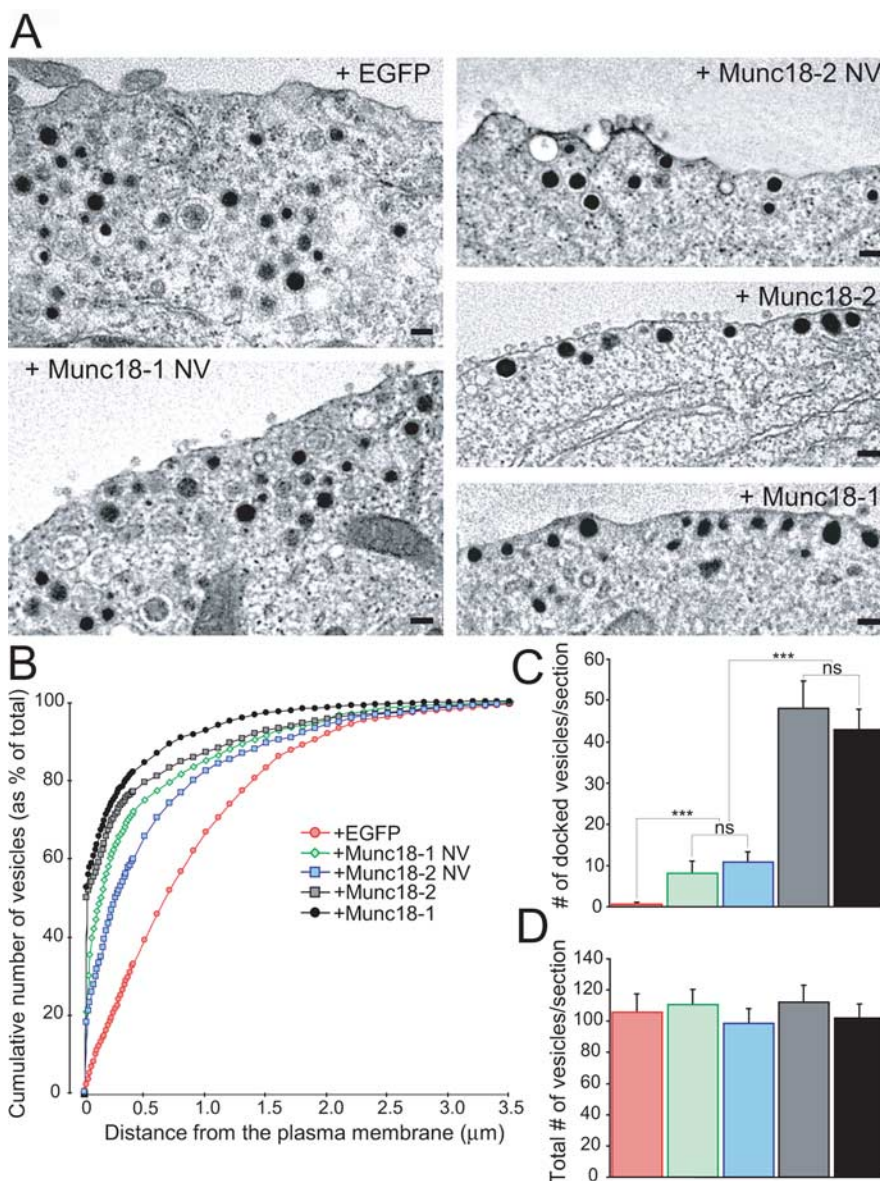 A
+ EGFP
+ Munc18-1 NV
+ Munc18-2 NV
+ Munc18-2
+ Munc18-1
B
Cumulative number of vesicles (as % of total)
100
80
60
40
20
0
+EGFP
+Munc18-1 NV
+Munc18-2 NV
+Munc18-2
+Munc18-1
0 0.5 1.0 1.5 2.0 2.5 3.0 3.5
Distance from the plasma membrane (μm)
C
# of docked vesicles/section
60
50
40
30
20
10
0
***
ns
***
ns
D
Total # of vesicles/section
140
120
100
80
60
40
20
0